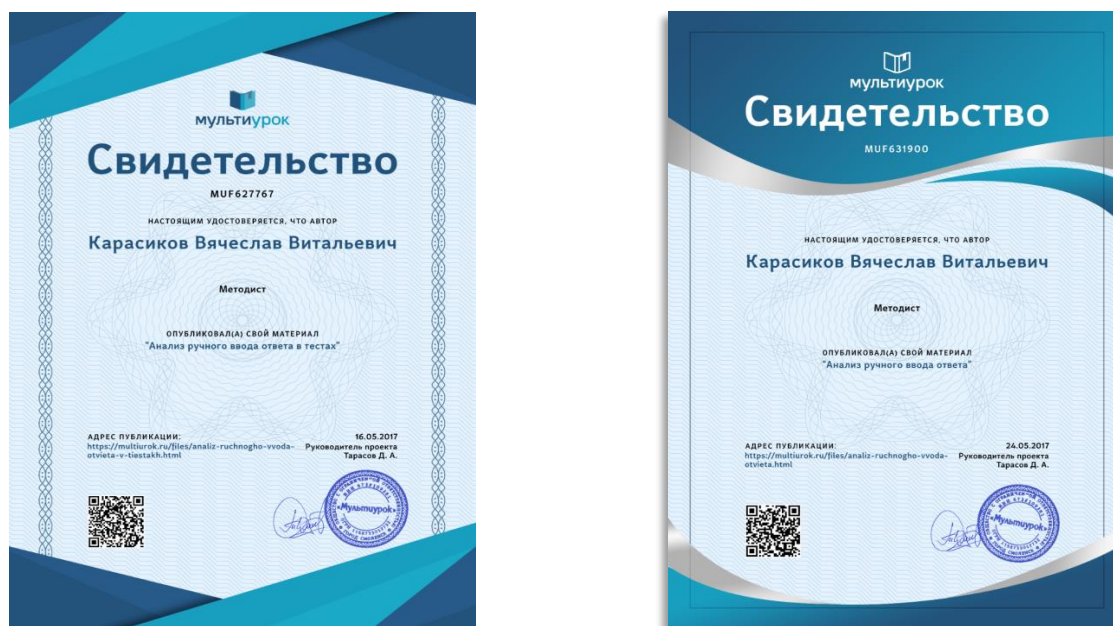 мультиурок
Свидетельство
MUF627767
НАСТОЯЩИМ УДОСТОВЕРЯЕТСЯ, ЧТО АВТОР
Карасиков Вячеслав Витальевич
Методист
ОПУБЛИКОВАЛ(А) СВОЙ МАТЕРИАЛ
"Анализ ручного ввода ответа в тестах"
АДРЕС ПУБЛИКАЦИИ:
https://multiurok.ru/files/analiz-ruchnogho-vvoda-
otvieta-v-tiestakh.html
16.05.2017
Руководитель проекта
Тарасов Д. А.
«Мультиурок»
мультиурок
Свидетельство
MUF631900
НАСТОЯЩИМ УДОСТОВЕРЯЕТСЯ, ЧТО АВТОР
Карасиков Вячеслав Витальевич
Методист
ОПУБЛИКОВАЛ(А) СВОЙ МАТЕРИАЛ
"Анализ ручного ввода ответа"
АДРЕС ПУБЛИКАЦИИ:
https://multiurok.ru/files/analiz-ruchnogho-vvoda-
otvieta.html
24.05.2017
Руководитель проекта
Тарасов Д. А.
«Мультиурок»